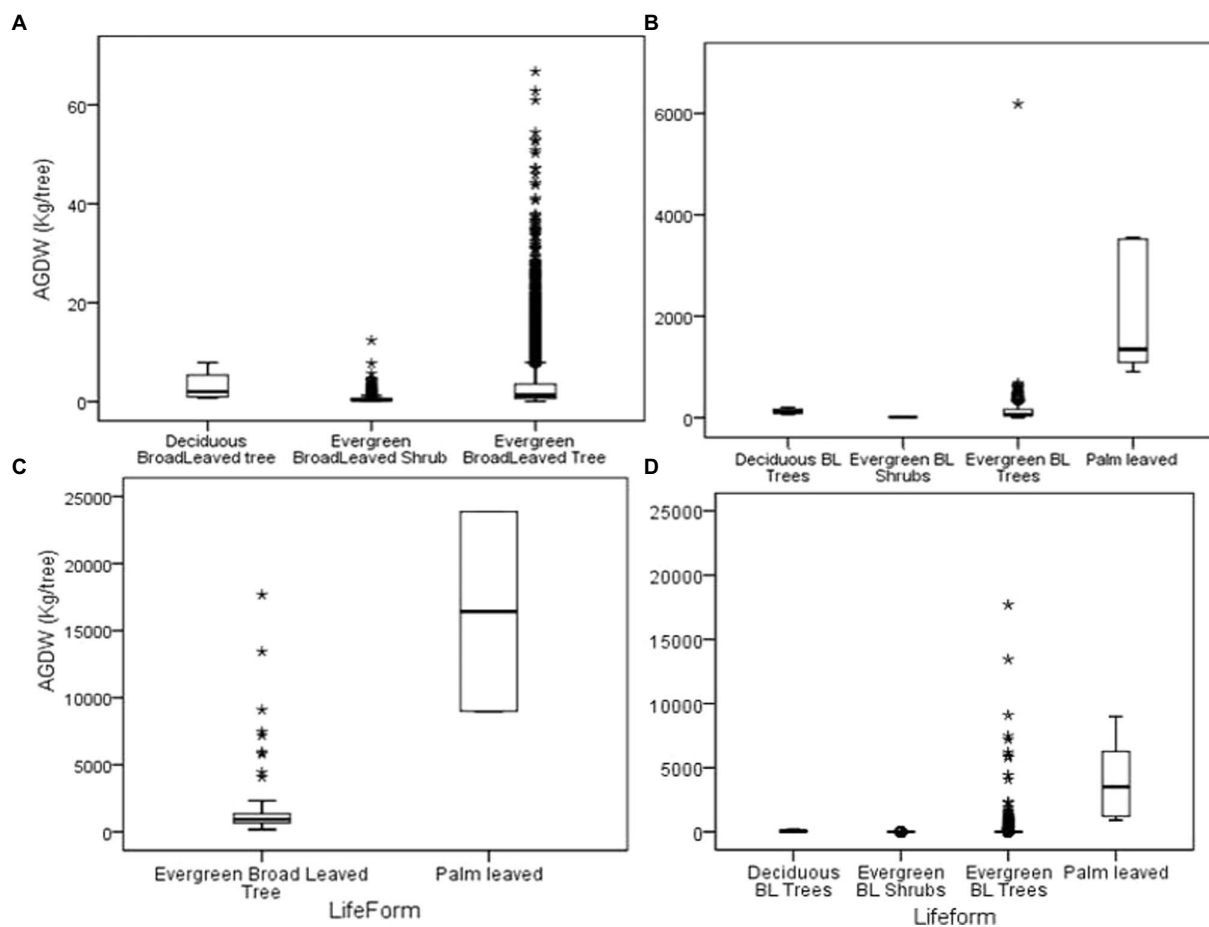 A
AGDW (Kg/tree)
60
40
20
0
Deciduous
BroadLeaved tree
Evergreen
BroadLeaved Shrub
Evergreen
BroadLeaved Tree
B
6000
4000
2000
0
Deciduous BL
Trees
Evergreen BL
Shrubs
Evergreen BL
Trees
Palm leaved
C
AGDW (Kg/tree)
25000
20000
15000
10000
5000
0
Evergreen Broad Leaved
Tree
Palm leaved
LifeForm
D
25000
20000
15000
10000
5000
0
Deciduous
BL Trees
Evergreen
BL Shrubs
Evergreen
BL Trees
Palm leaved
Lifeform